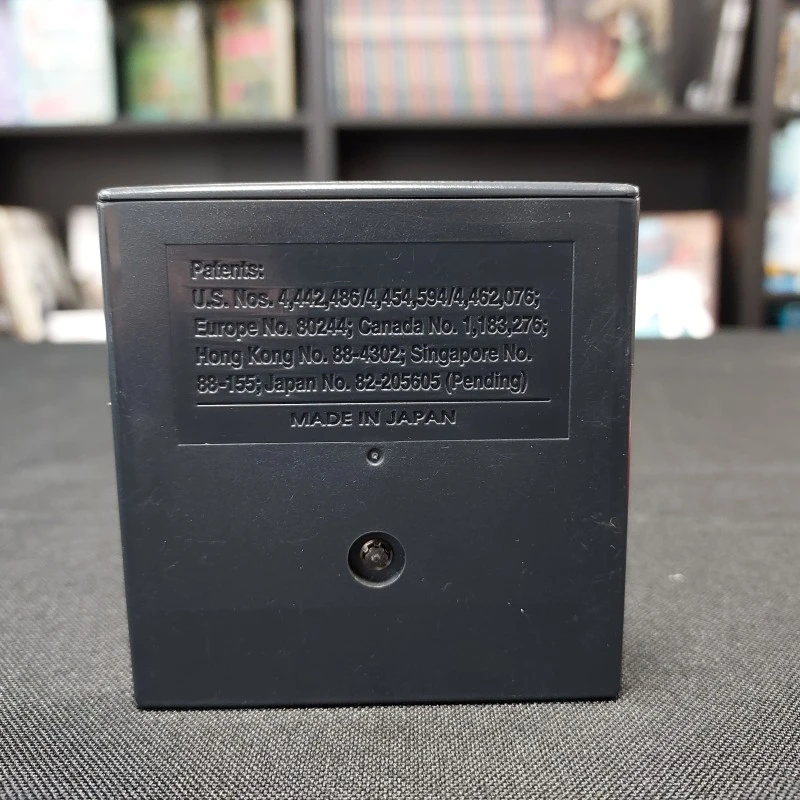 Patents:
U.S. Nos. 4,442,486/4,454,594/4,462,076;
Europe No. 80244; Canada No. 1,183,276;
Hong Kong No. 88-4302; Singapore No.
88-155; Japan No. 82-205605 (Pending)
MADE IN JAPAN